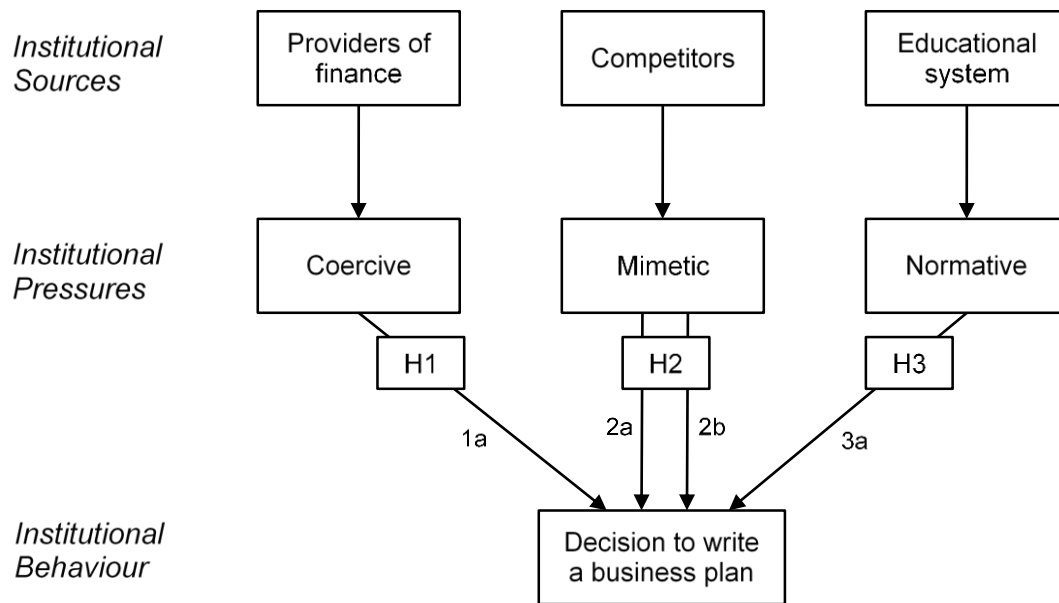 Institutional
Sources
Providers of
finance
Competitors
Educational
system
Institutional
Pressures
Coercive
Mimetic
Normative
H1
H2
H3
1a
2a
2b
3a
Institutional
Behaviour
Decision to write
a business plan